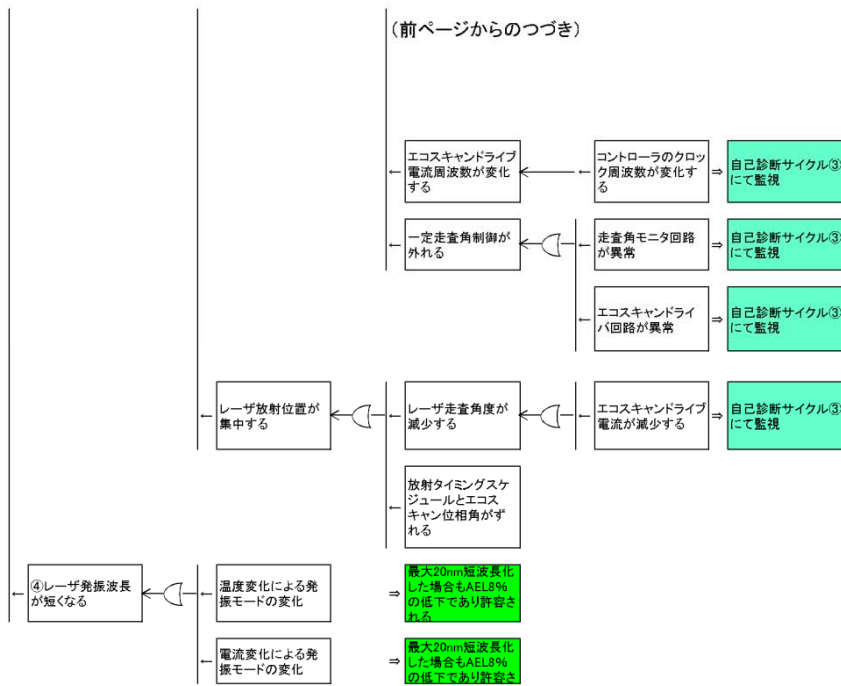 (前ページからのつづき)
エコスキャンドライブ
電流周波数が変化
する
コントローラのクロッ
ク周波数が変化す
る
自己診断サイクル③
にて監視
一定走査角制御が
外れる
走査角モニタ回路
が異常
自己診断サイクル③
にて監視
エコスキャンドライ
バ回路が異常
自己診断サイクル③
にて監視
レーザ放射位置が
集中する
レーザ走査角度が
減少する
エコスキャンドライブ
電流が減少する
自己診断サイクル③
にて監視
放射タイミングスケ
ジュールとエコス
キャン位相角がず
れる
④レーザ発振波長
が短くなる
温度変化による発
振モードの変化
最大20nm短波長化
した場合もAEL8%
の低下であり許容さ
れる
電流変化による発
振モードの変化
最大20nm短波長化
した場合もAEL8%
の低下であり許容さ